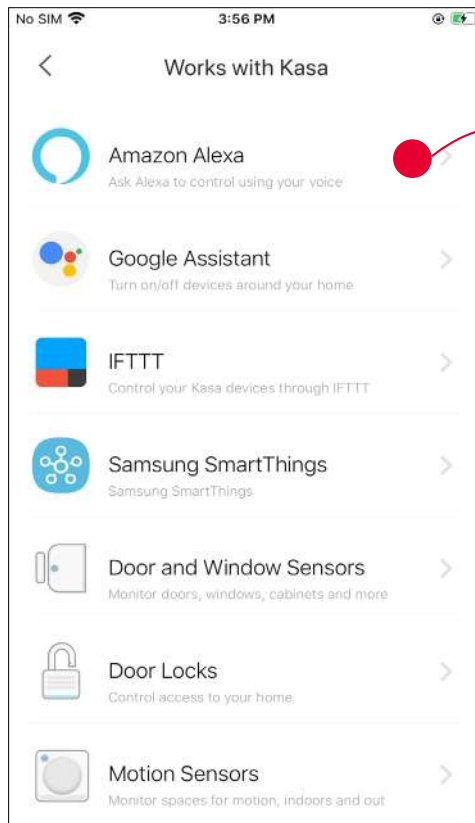 No SIM 3:56 PM
Works with Kasa
Amazon Alexa
Ask Alexa to control using your voice
Google Assistant
Turn on/off devices around your home
IFTTT
Control your Kasa devices through IFTTT
Samsung SmartThings
Samsung SmartThings
Door and Window Sensors
Monitor doors, windows, cabinets and more
Door Locks
Control access to your home
Motion Sensors
Monitor spaces for motion, indoors and out